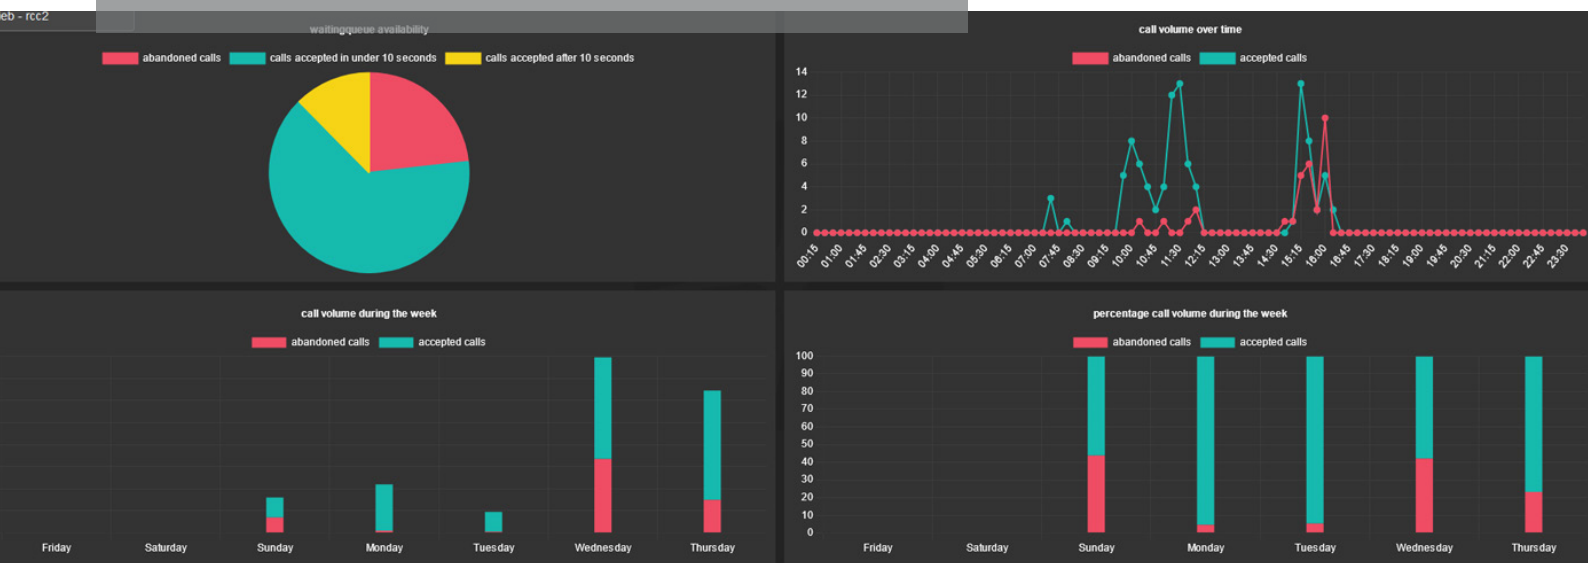 eb - rcc2
waitingqueue availability
abandoned calls calls accepted in under 10 seconds calls accepted after 10 seconds
call volume over time
abandoned calls accepted calls
14
12
10
8
6
4
2
0
00:15 01:00 01:45 02:30 03:15 04:00 04:45 05:30 06:15 07:00 07:45 08:30 09:15 10:00 10:45 11:30 12:15 13:00 13:45 14:30 15:15 16:00 16:45 17:30 18:15 19:00 19:45 20:30 21:15 22:00 22:45 23:30
call volume during the week
abandoned calls accepted calls
Friday Saturday Sunday Monday Tuesday Wednesday Thursday
percentage call volume during the week
abandoned calls accepted calls
100
90
80
70
60
50
40
30
20
10
0
Friday Saturday Sunday Monday Tuesday Wednesday Thursday